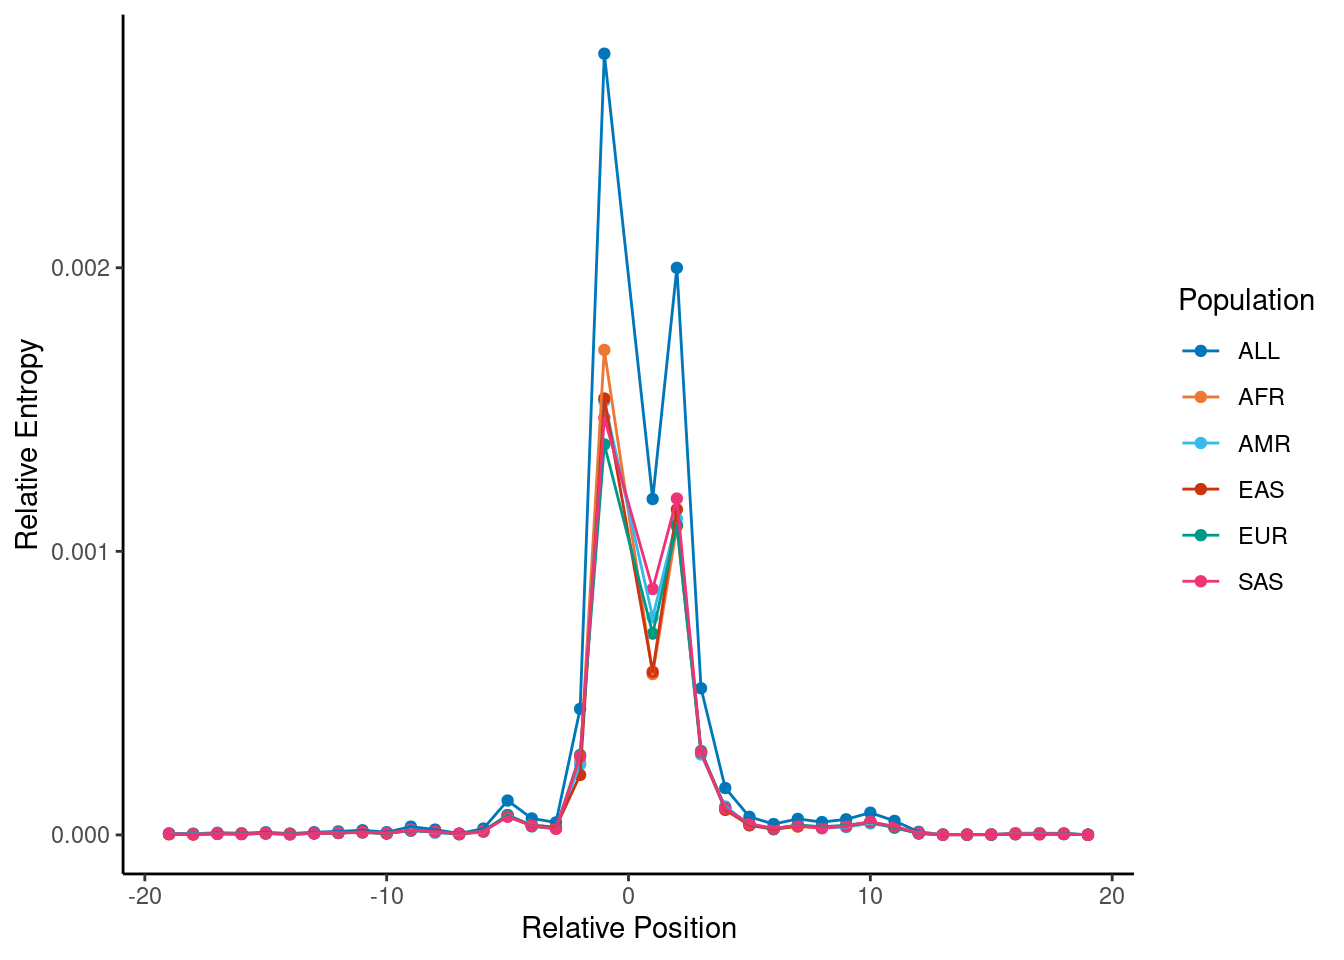 Relative Entropy
0.002
0.001
0.000
-20
-10
0
10
20
Relative Position
Population
ALL
AFR
AMR
EAS
EUR
SAS